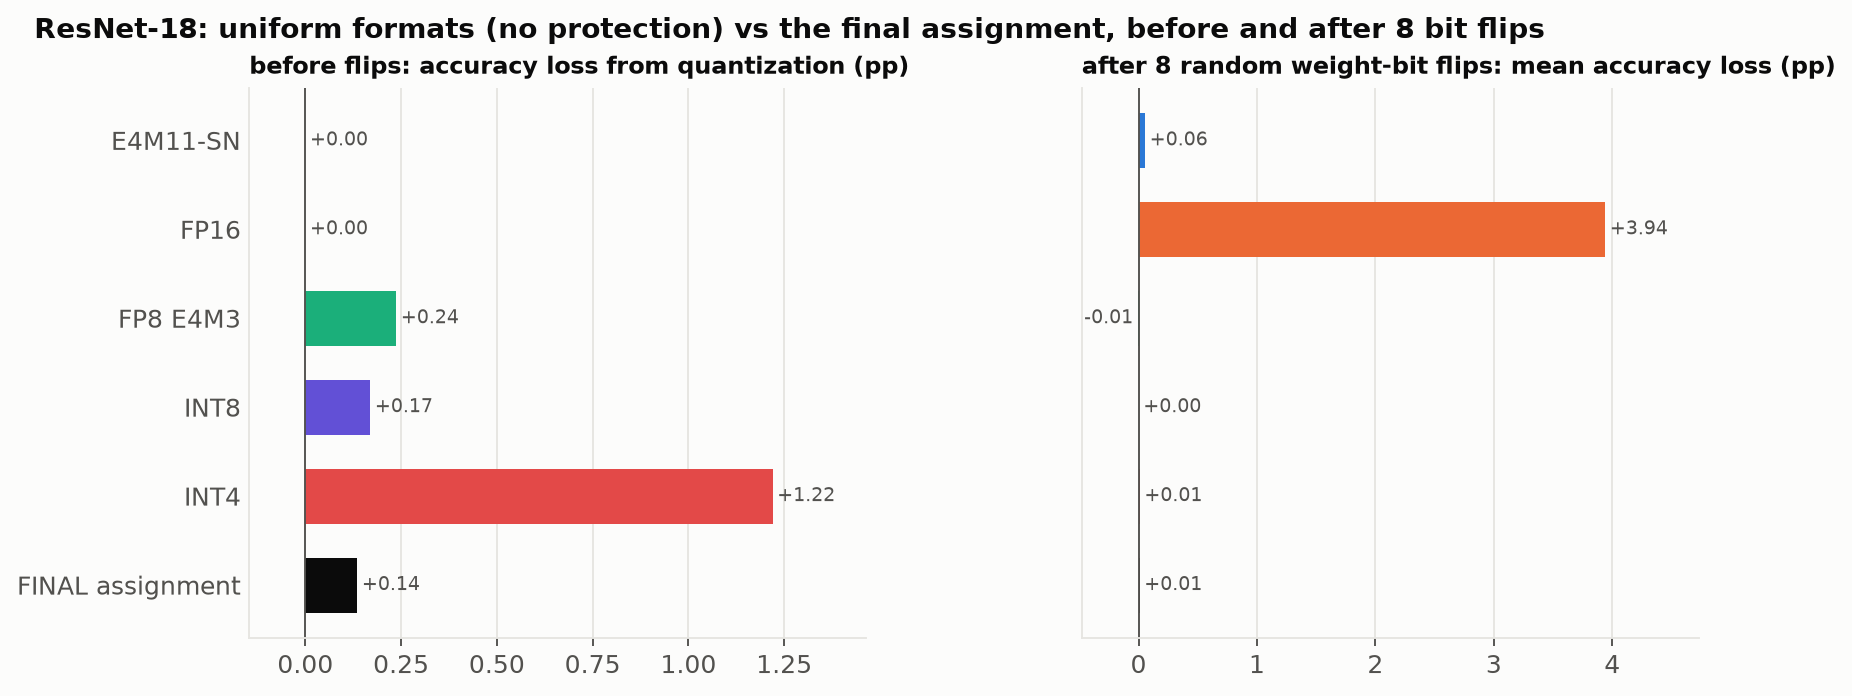 ResNet-18: uniform formats (no protection) vs the final assignment, before and after 8 bit flips
before flips: accuracy loss from quantization (pp)
E4M11-SN
+0.00
FP16
+0.00
FP8 E4M3
+0.24
INT8
+0.17
INT4
+1.22
FINAL assignment
+0.14
0.00 0.25 0.50 0.75 1.00 1.25
after 8 random weight-bit flips: mean accuracy loss (pp)
+0.06
+3.94
-0.01
+0.00
+0.01
+0.01
0 1 2 3 4